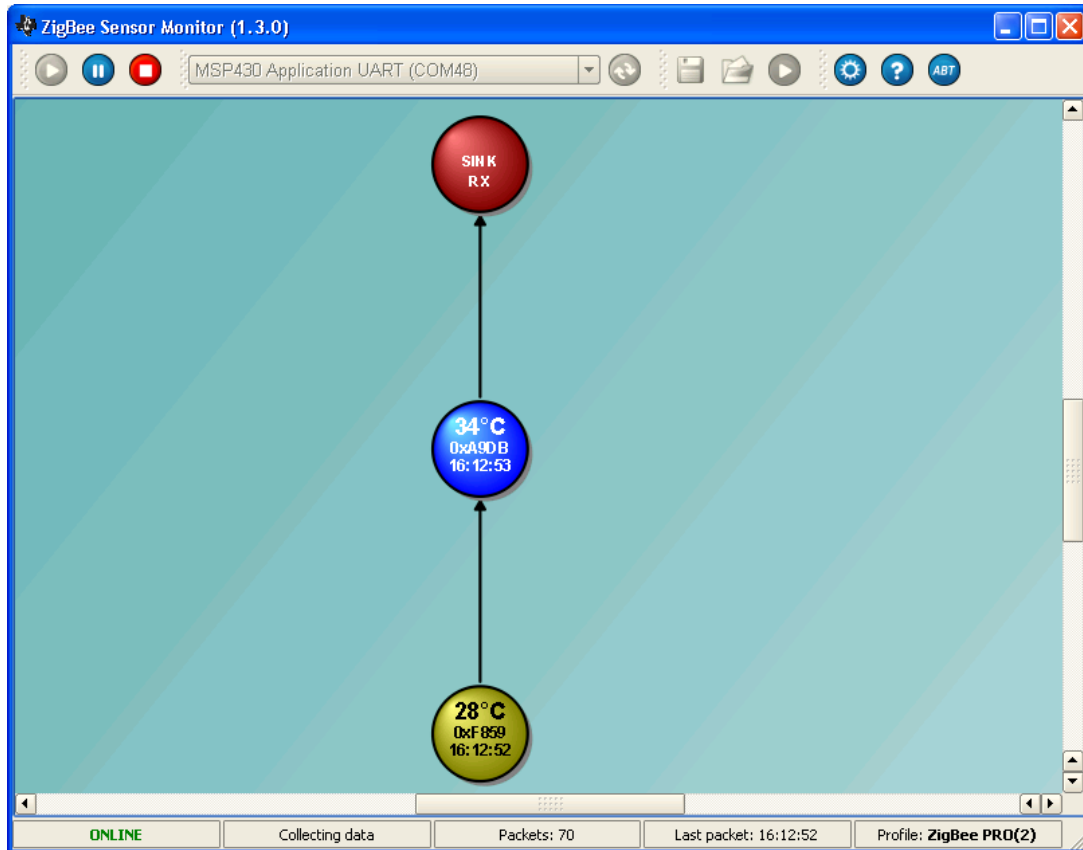 ZigBee Sensor Monitor (1.3.0)
MSP430 Application UART (COM48)
ABT
SINK
RX
34°C
0xA9DB
16:12:53
28°C
0xF859
16:12:52
ONLINE
Collecting data
Packets: 70
Last packet: 16:12:52
Profile: ZigBee PRO(2)